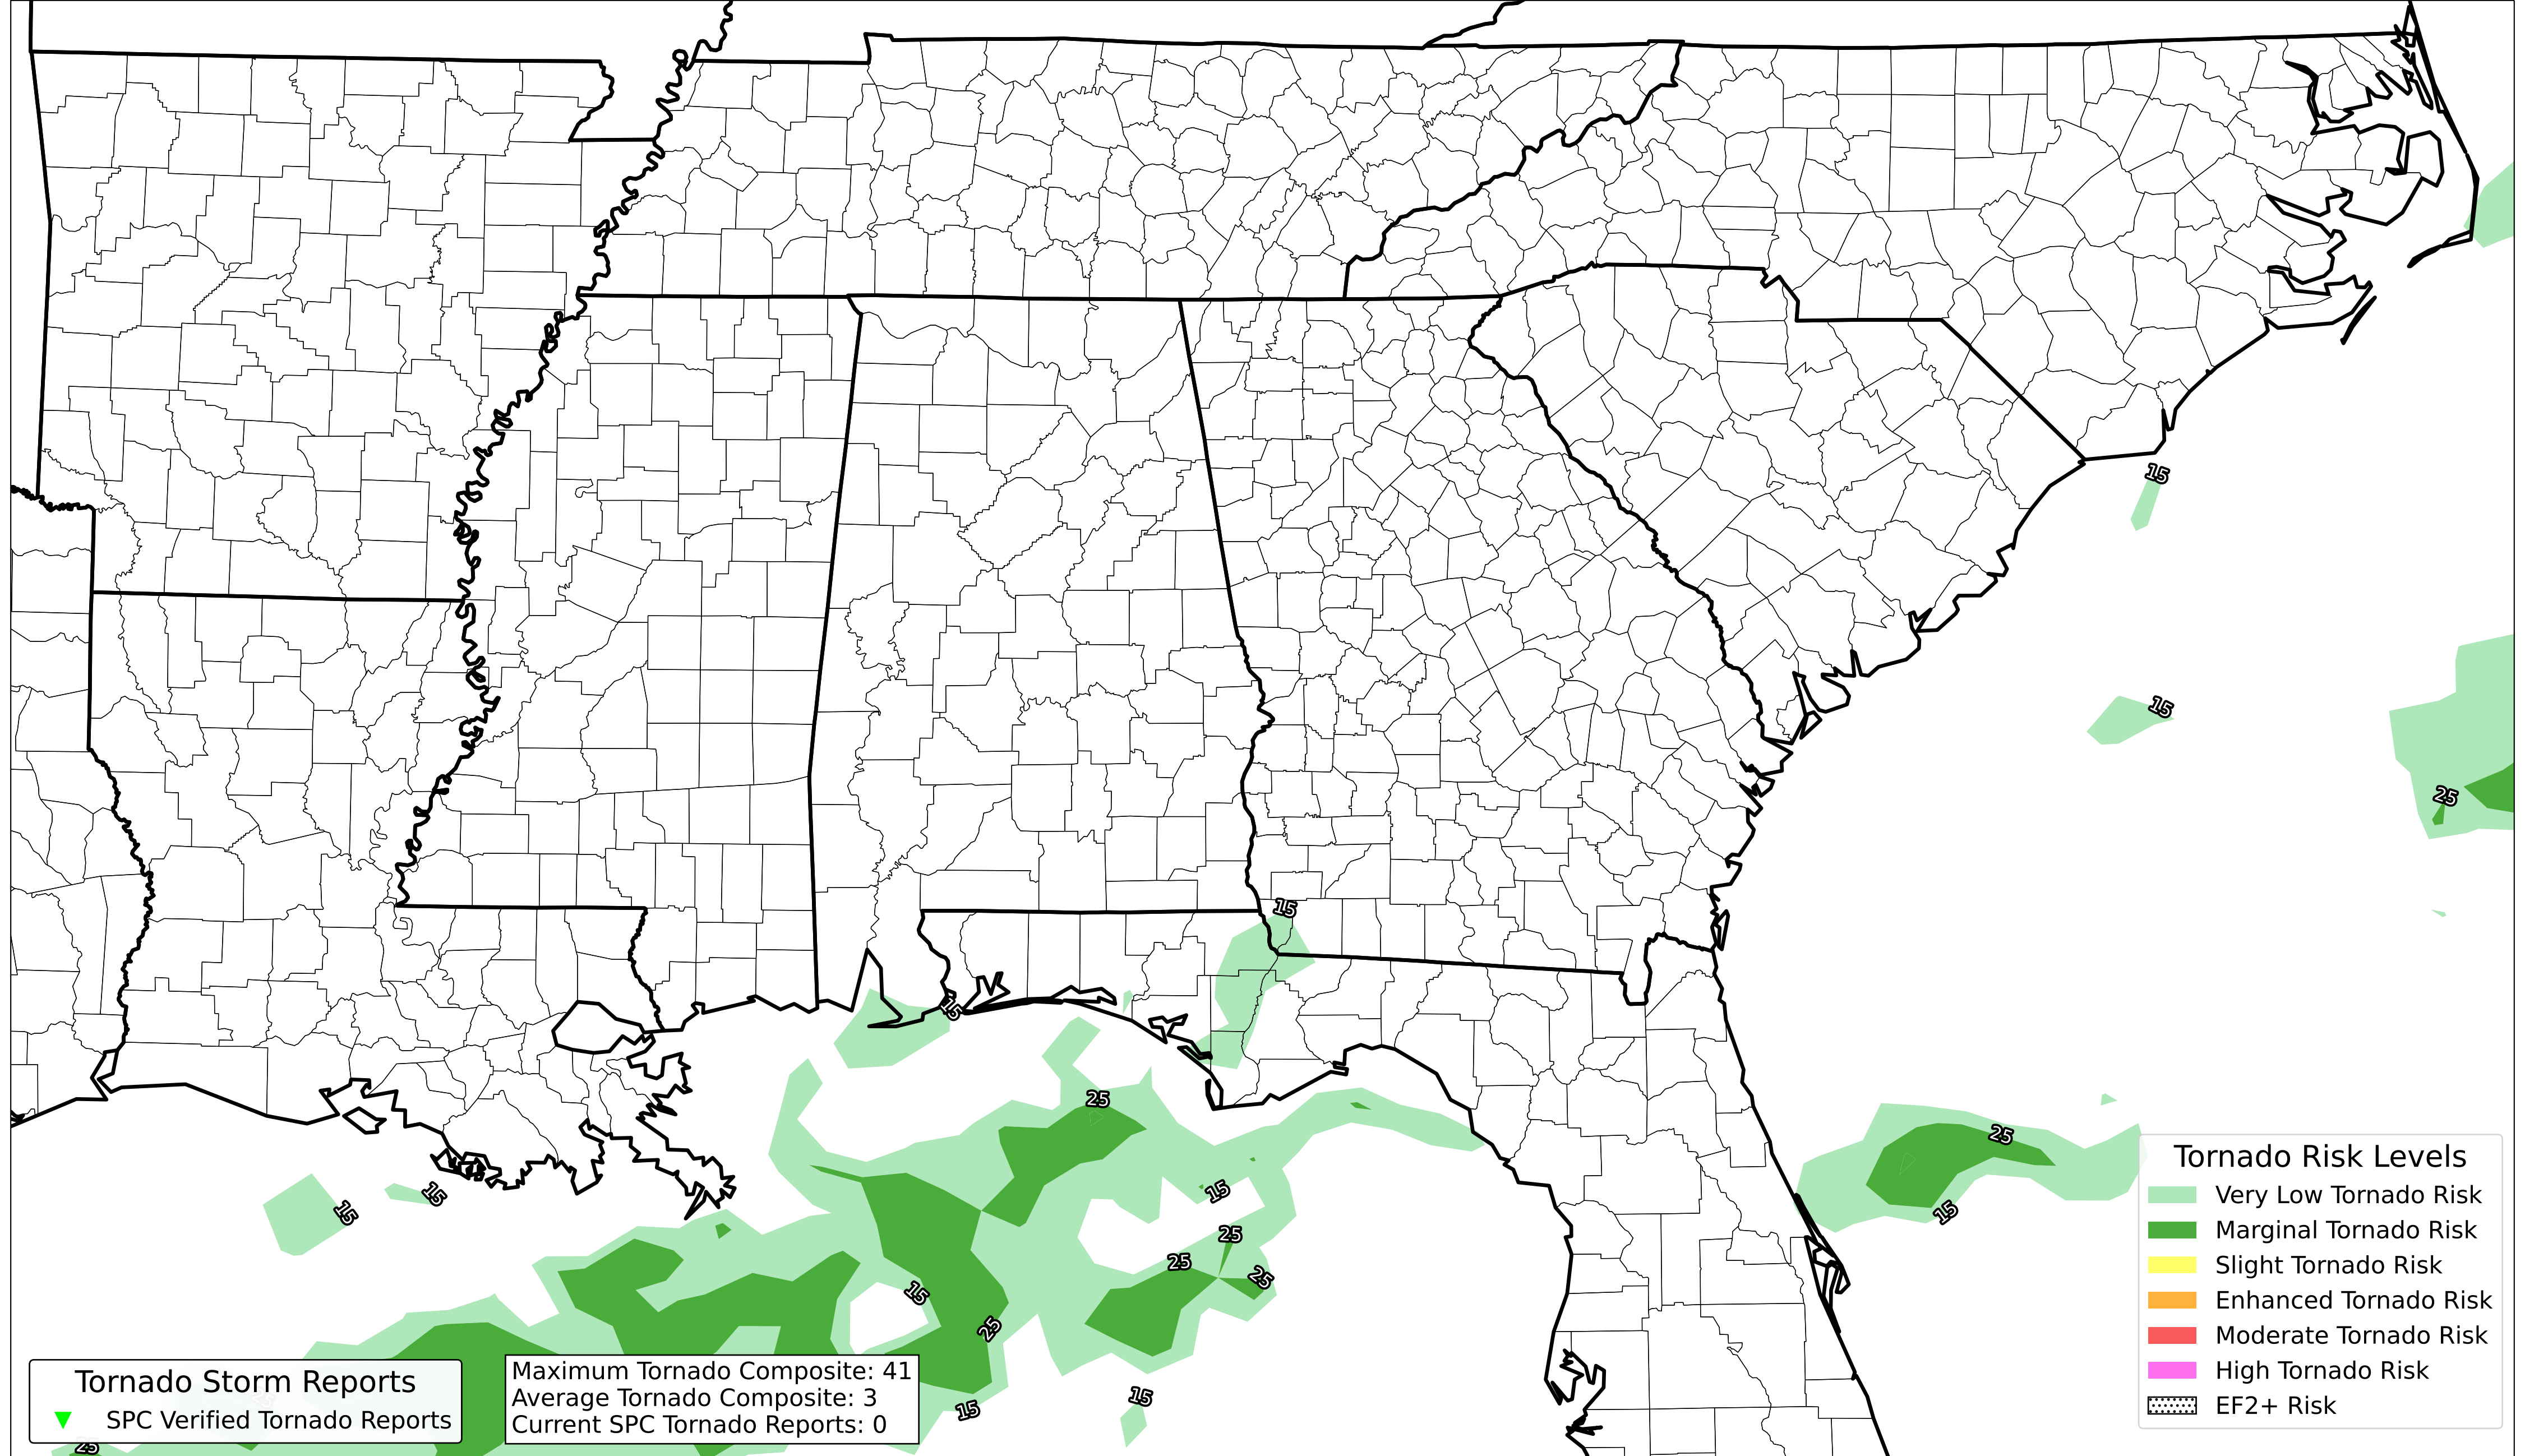 15
15
25
15
15
25
25
15
15
15
15
25
25
25
15
25
15
15
25
Tornado Risk Levels
Very Low Tornado Risk
Marginal Tornado Risk
Slight Tornado Risk
Enhanced Tornado Risk
Moderate Tornado Risk
High Tornado Risk
EF2+ Risk
Tornado Storm Reports
SPC Verified Tornado Reports
Maximum Tornado Composite: 41
Average Tornado Composite: 3
Current SPC Tornado Reports: 0